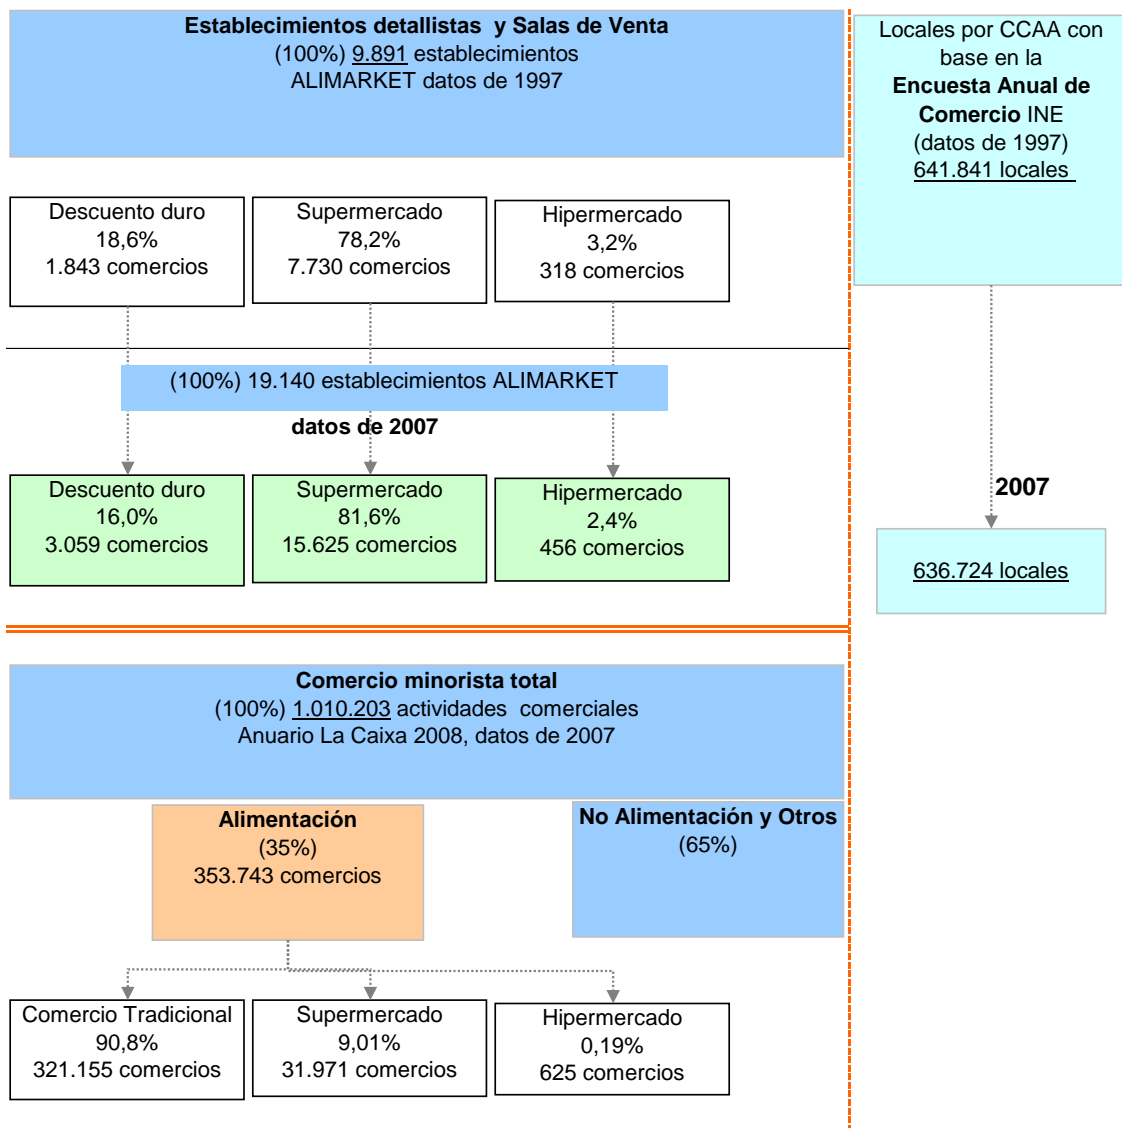 Establecimientos detallistas y Salas de Venta
(100%) 9.891 establecimientos
ALIMARKET datos de 1997
Locales por CCAA con
base en la
Encuesta Anual de
Comercio INE
(datos de 1997)
641.841 locales
Descuento duro
18,6%
1.843 comercios
Supermercado
78,2%
7.730 comercios
Hipermercado
3,2%
318 comercios
(100%) 19.140 establecimientos ALIMARKET
datos de 2007
Descuento duro
16,0%
3.059 comercios
Supermercado
81,6%
15.625 comercios
Hipermercado
2,4%
456 comercios
2007
636.724 locales
Comercio minorista total
(100%) 1.010.203 actividades comerciales
Anuario La Caixa 2008, datos de 2007
Alimentación
(35%)
353.743 comercios
No Alimentación y Otros
(65%)
Comercio Tradicional
90,8%
321.155 comercios
Supermercado
9,01%
31.971 comercios
Hipermercado
0,19%
625 comercios